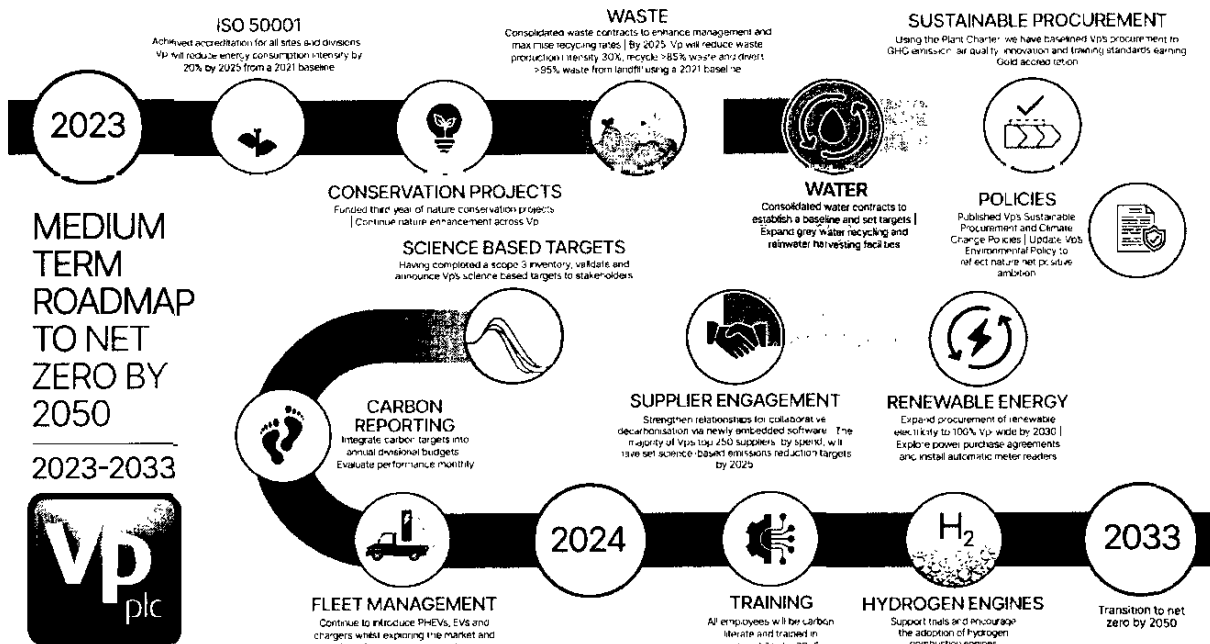 2023
ISO 50001
Achieved accreditation for all sites and divisions
Vp will reduce energy consumption intensity by
20% by 2025 from a 2021 baseline
CONSERVATION PROJECTS
Funded third year of nature conservation projects
| Continue nature enhancement across Vp
WASTE
Consolidated waste contracts to enhance management and
maximise recycling rates | By 2025 Vp will reduce waste
production intensity 30%, recycle >85% waste and divert
>95% waste from landfill using a 2021 baseline
WATER
Consolidated water contracts to
establish a baseline and set targets |
Expand grey water recycling and
rainwater harvesting facilities
SUSTAINABLE PROCUREMENT
Using the Plant Charter we have baselined Vp's procurement to
GHG emission air quality innovation and training standards earning
Gold accreditation
POLICIES
Published Vp's Sustainable
Procurement and Climate
Change Policies | Update Vp's
Environmental Policy to
reflect nature net positive
ambition
MEDIUM
TERM
ROADMAP
TO NET
ZERO BY
2050
2023-2033
Vp
plc
SCIENCE BASED TARGETS
Having completed a scope 3 inventory, validate and
announce Vp's science based targets to stakeholders
SUPPLIER ENGAGEMENT
Strengthen relationships for collaborative
decarbonisation via newly embedded software The
majority of Vp's top 250 suppliers by spend, will
have set science-based emissions reduction targets
by 2025
RENEWABLE ENERGY
Expand procurement of renewable
electricity to 100% Vp wide by 2030 |
Explore power purchase agreements
and install automatic meter readers
CARBON
REPORTING
Integrate carbon targets into
annual divisional budgets
Evaluate performance monthly
FLEET MANAGEMENT
Continue to introduce PHEVs, EVs and
chargers whilst exploring the market and
2024
TRAINING
All employees will be carbon
literate and trained in
H2
HYDROGEN ENGINES
Support trials and encourage
the adoption of hydrogen
combustion engines
2033
Transition to net
zero by 2050